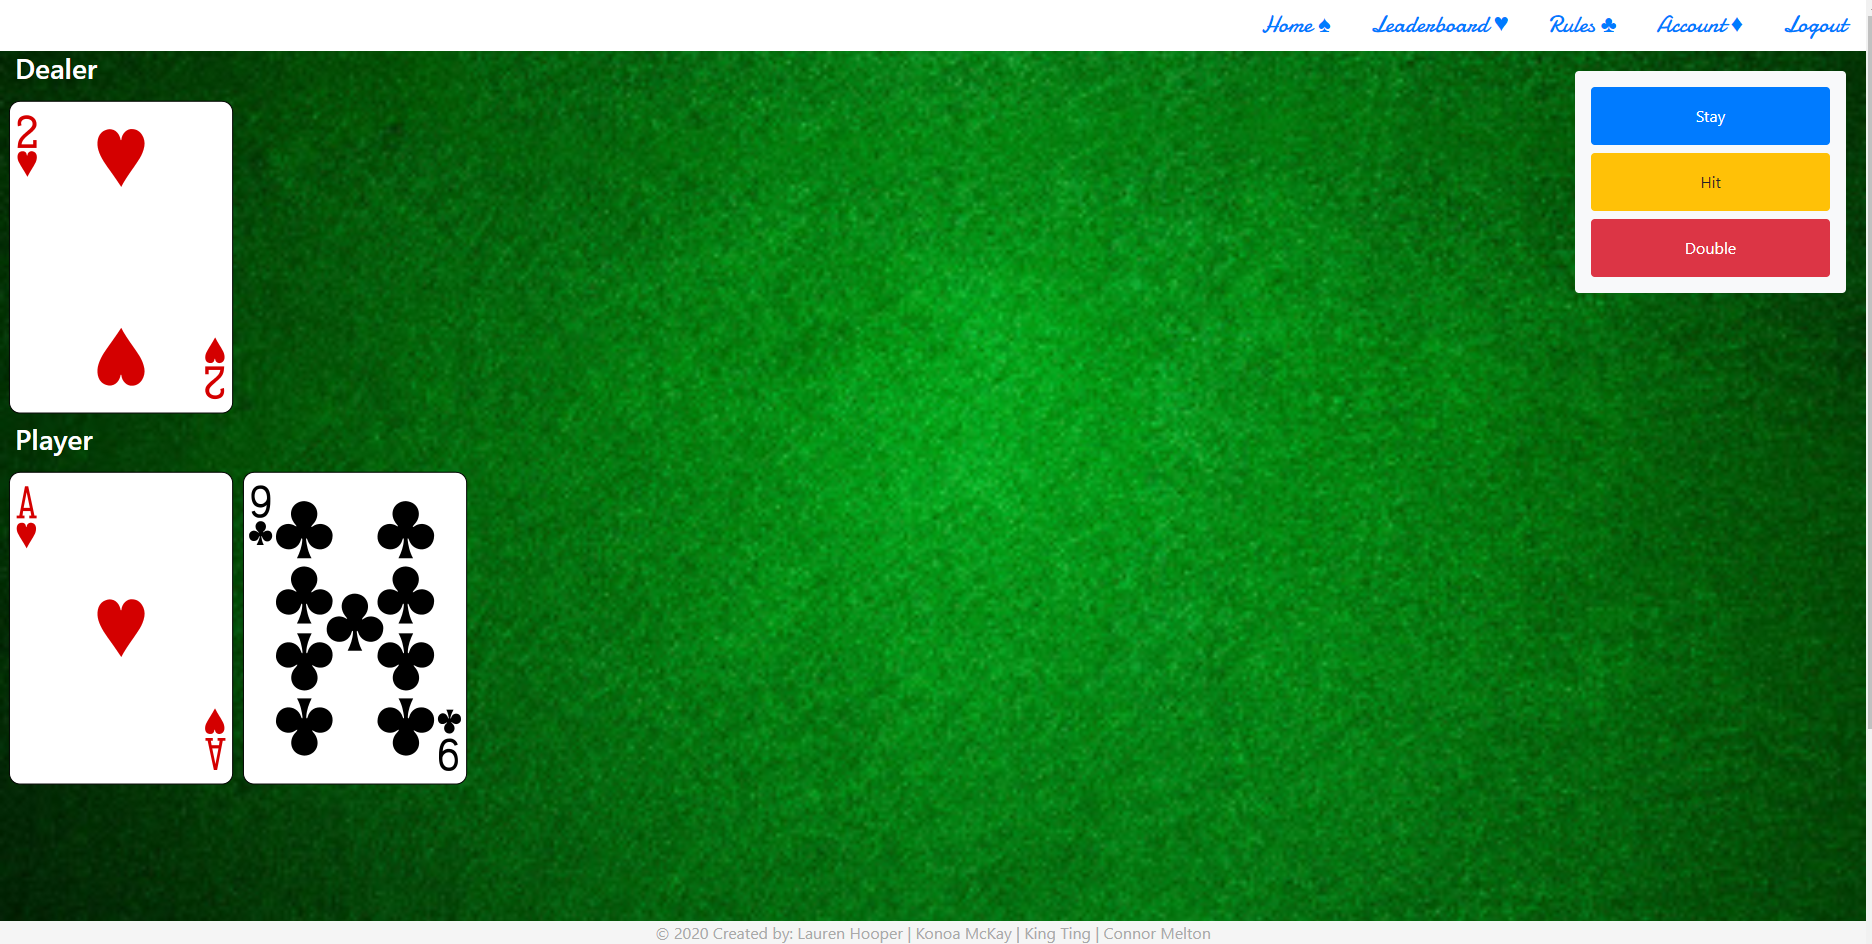 Home ♠ Leaderboard ♥ Rules ♣ Account ♦ Logout
Dealer
2
2
Stay
Hit
Double
Player
A
A
9
9
© 2020 Created by: Lauren Hooper | Konoa McKay | King Ting | Connor Melton